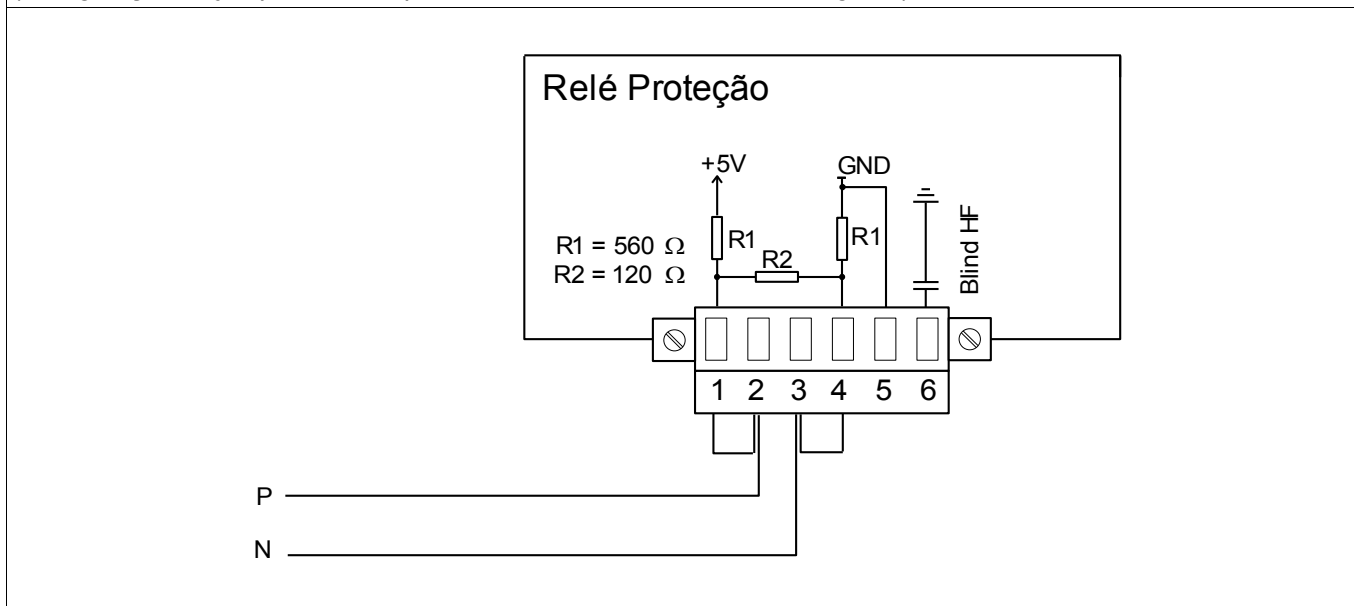 Relé Proteção
+5V
GND
R1 = 560 Ω
R2 = 120 Ω
R1
R2
R1
Blind HF
1 2 3 4 5 6
P
N